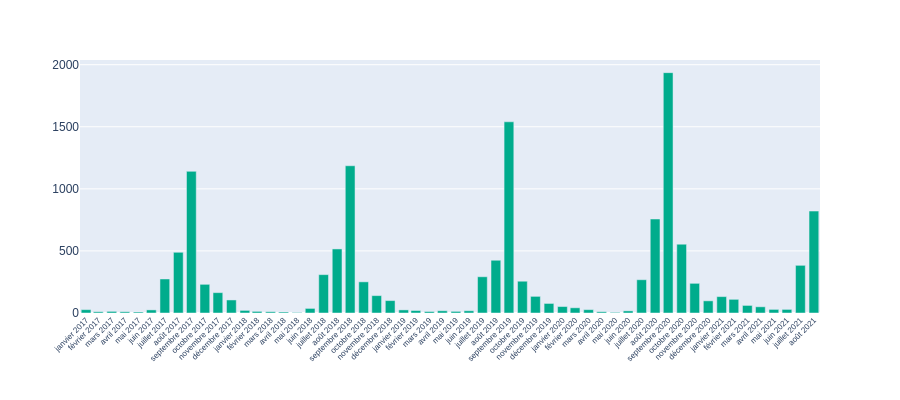 2000
1500
1000
500
0
janvier 2017
février 2017
mars 2017
avril 2017
mai 2017
juin 2017
juillet 2017
août 2017
septembre 2017
octobre 2017
novembre 2017
décembre 2017
janvier 2018
février 2018
mars 2018
avril 2018
mai 2018
juin 2018
juillet 2018
août 2018
septembre 2018
octobre 2018
novembre 2018
décembre 2018
janvier 2019
février 2019
mars 2019
avril 2019
mai 2019
juin 2019
juillet 2019
août 2019
septembre 2019
octobre 2019
novembre 2019
décembre 2019
janvier 2020
février 2020
mars 2020
avril 2020
mai 2020
juin 2020
juillet 2020
août 2020
septembre 2020
octobre 2020
novembre 2020
décembre 2020
janvier 2021
février 2021
mars 2021
avril 2021
mai 2021
juin 2021
juillet 2021
août 2021